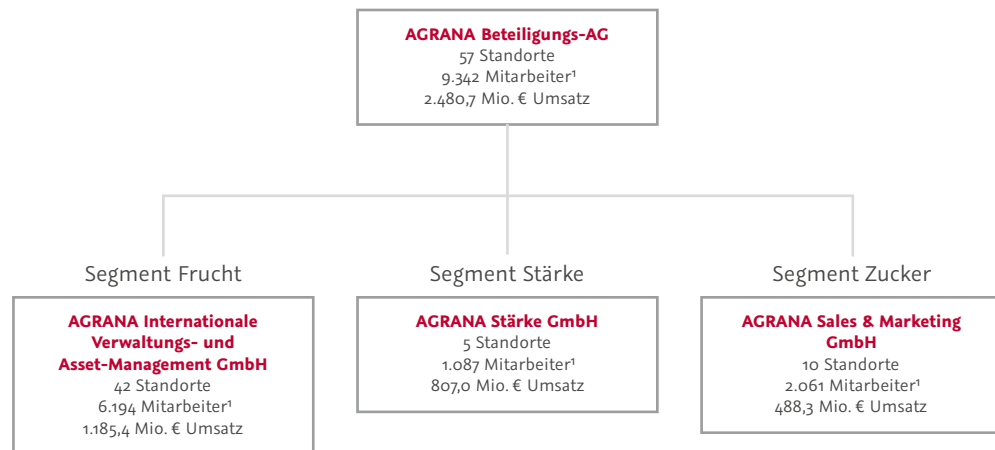 AGRANA Beteiligungs-AG
57 Standorte
9.342 Mitarbeiter¹
2.480,7 Mio. € Umsatz
Segment Frucht
AGRANA Internationale
Verwaltungs- und
Asset-Management GmbH
42 Standorte
6.194 Mitarbeiter¹
1.185,4 Mio. € Umsatz
Segment Stärke
AGRANA Stärke GmbH
5 Standorte
1.087 Mitarbeiter¹
807,0 Mio. € Umsatz
Segment Zucker
AGRANA Sales & Marketing
GmbH
10 Standorte
2.061 Mitarbeiter¹
488,3 Mio. € Umsatz